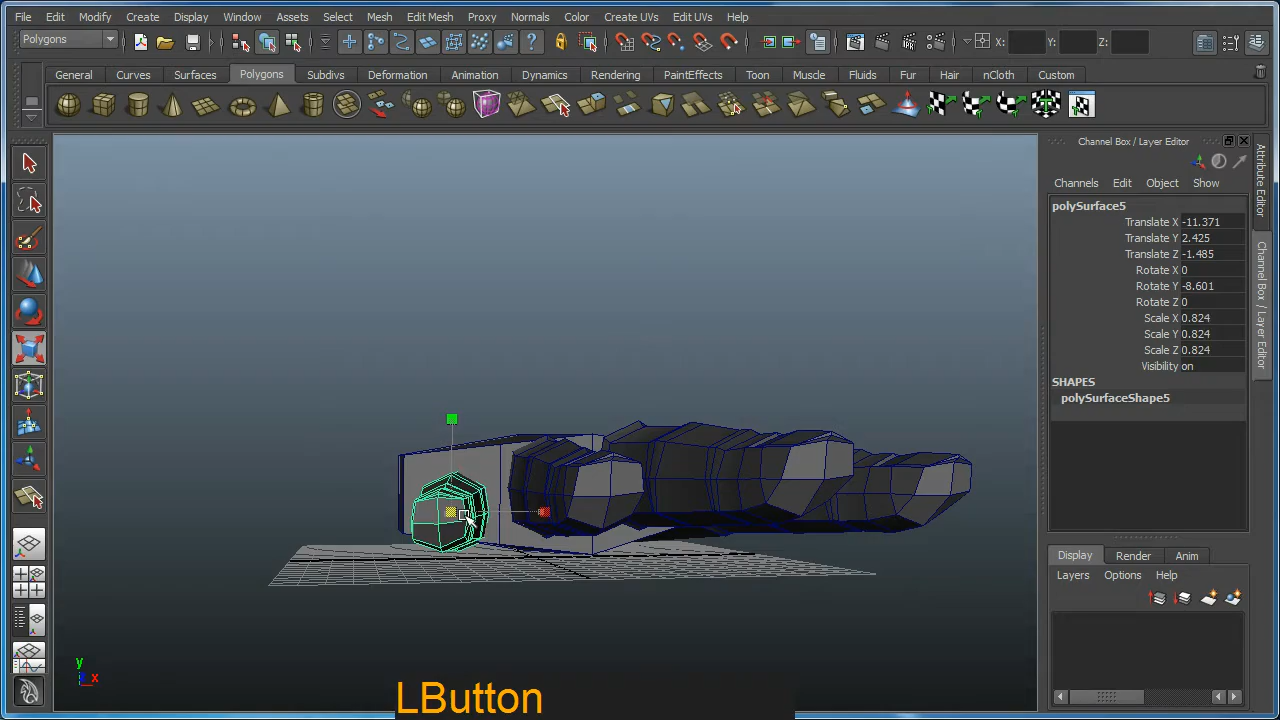 File Edit Modify Create Display Window Assets Select Mesh Edit Mesh Proxy Normals Color Create UVs Edit UVs Help
Polygons X: Y: Z:
General Curves Surfaces Polygons Subdivs Deformation Animation Dynamics Rendering PaintEffects Toon Muscle Fluids Fur Hair nCloth Custom
Channel Box / Layer Editor
Channels Edit Object Show
polySurface5
Translate X -11.371
Translate Y 2.425
Translate Z -1.485
Rotate X 0
Rotate Y -8.601
Rotate Z 0
Scale X 0.824
Scale Y 0.824
Scale Z 0.824
Visibility on
SHAPES
polySurfaceShape5
Display Render Anim
Layers Options Help
Attribute Editor
Channel Box / Layer Editor
y
x
LButton